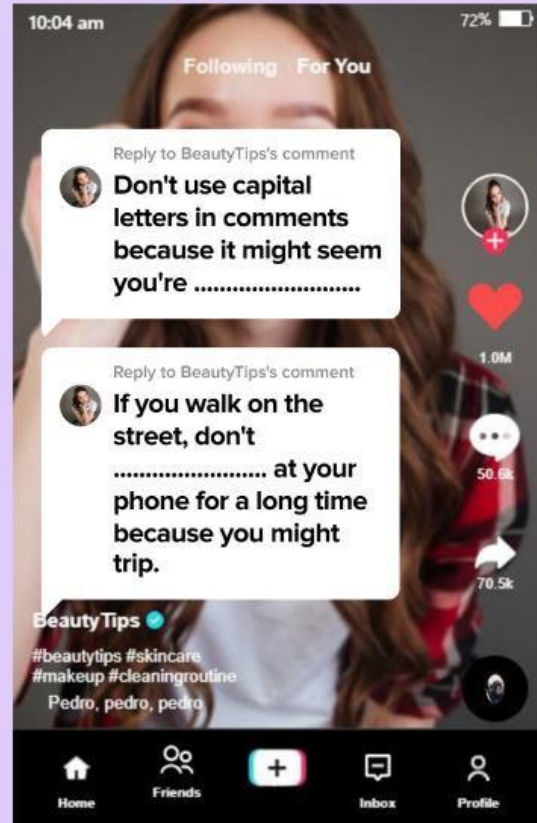 10:04 am
72%
Following For You
Reply to BeautyTips's comment
Don't use capital
letters in comments
because it might seem
you're ..........................
Reply to BeautyTips's comment
If you walk on the
street, don't
........................ at your
phone for a long time
because you might
trip.
1.0M
50.6k
70.5k
BeautyTips
#beautytips #skincare
#makeup #cleaningroutine
Pedro, pedro, pedro
Home
Friends
Inbox
Profile